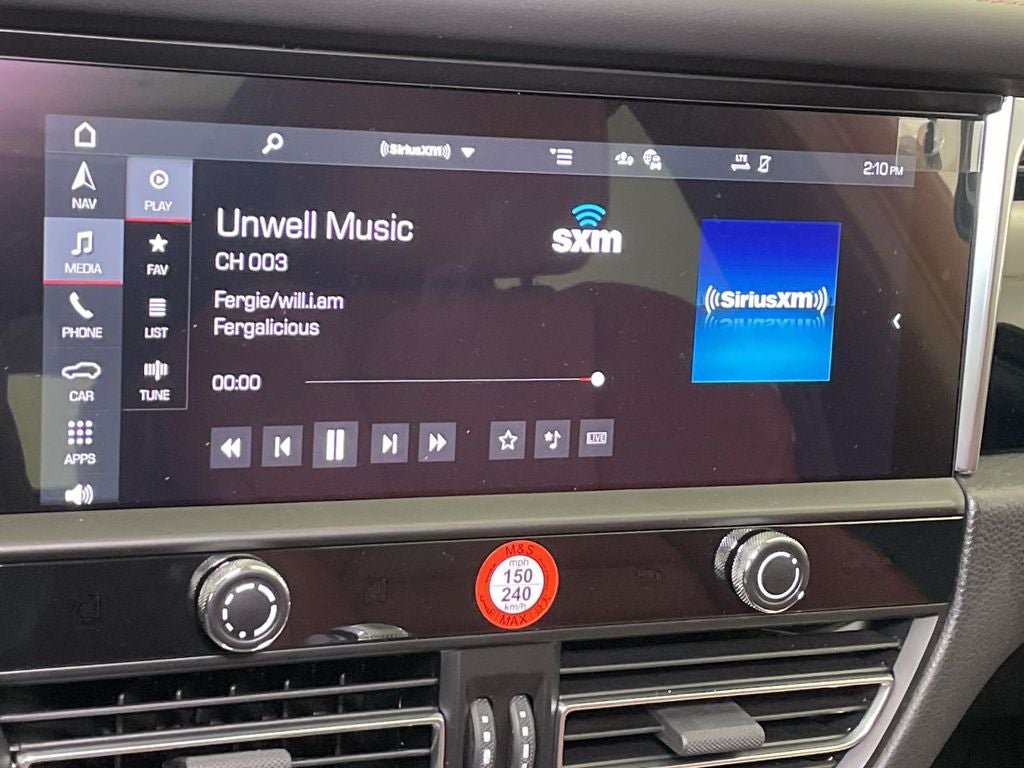 ((SiriusXM))
LTE
2:10 PM
NAV
PLAY
Unwell Music
sxm
CH 003
MEDIA
FAV
Fergie/will.i.am
Fergalicious
((SiriusXM))
PHONE
LIST
00:00
CAR
TUNE
APPS
LIVE
M&S
mph
150
240
km/h
MAX